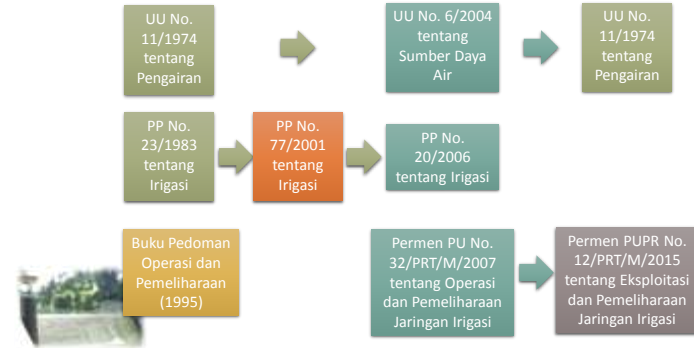 UU No.
11/1974
tentang
Pengairan
UU No. 6/2004
tentang
Sumber Daya
Air
UU No.
11/1974
tentang
Pengairan
PP No.
23/1983
tentang
Irigasi
PP No.
77/2001
tentang
Irigasi
PP No.
20/2006
tentang Irigasi
Buku Pedoman
Operasi dan
Pemeliharaan
(1995)
Permen PU No.
32/PRT/M/2007
tentang Operasi
dan Pemeliharaan
Jaringan Irigasi
Permen PUPR No.
12/PRT/M/2015
tentang Eksploitasi
dan Pemeliharaan
Jaringan Irigasi